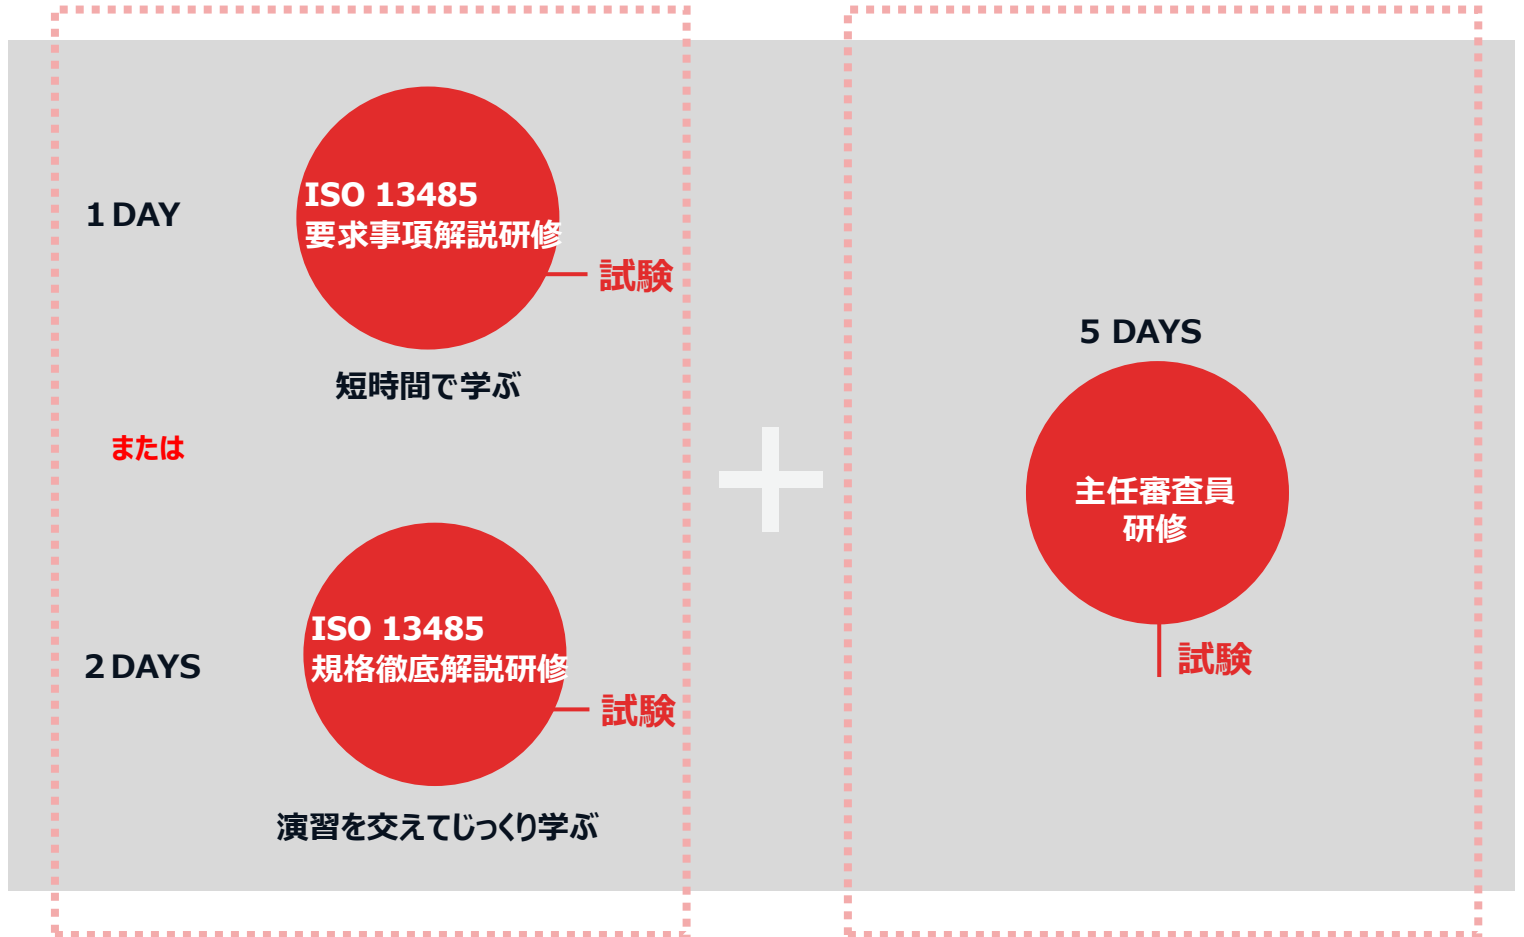 1 DAY
ISO 13485
要求事項解説研修
試験
短時間で学ぶ
または
2 DAYS
ISO 13485
規格徹底解説研修
試験
演習を交えてじっくり学ぶ
5 DAYS
主任審査員
研修
試験